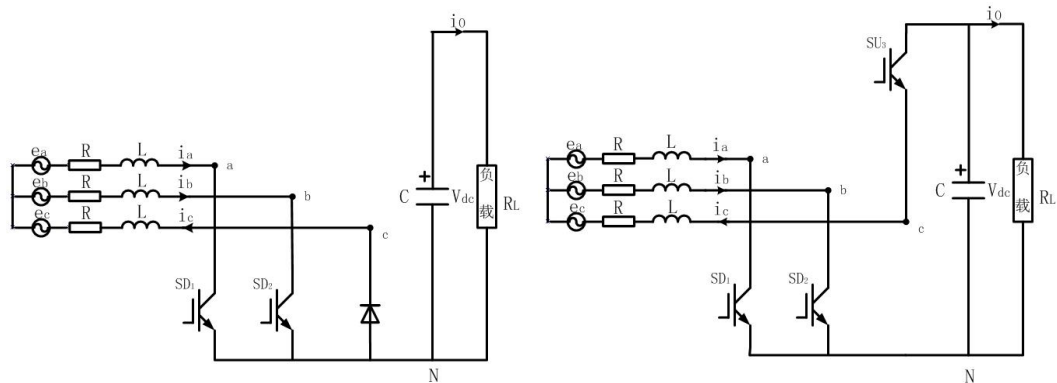 i0
ea R L ia a
eb R L ib b
ec R L ic c
C Vdc 负载 RL
SD1 SD2
N
i0
SU3
ea R L ia a
eb R L ib b
ec R L ic c
C Vdc 负载 RL
SD1 SD2
N